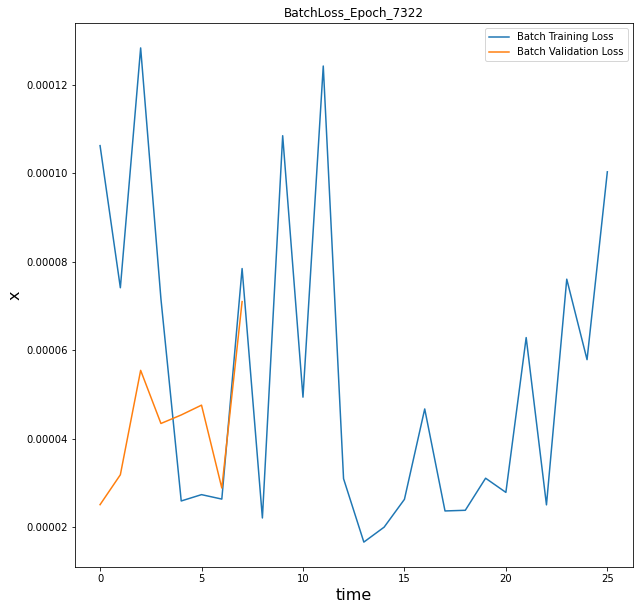 BatchLoss_Epoch_7322
Batch Training Loss
Batch Validation Loss
0.00012
0.00010
0.00008
0.00006
0.00004
0.00002
x
0 5 10 15 20 25
time